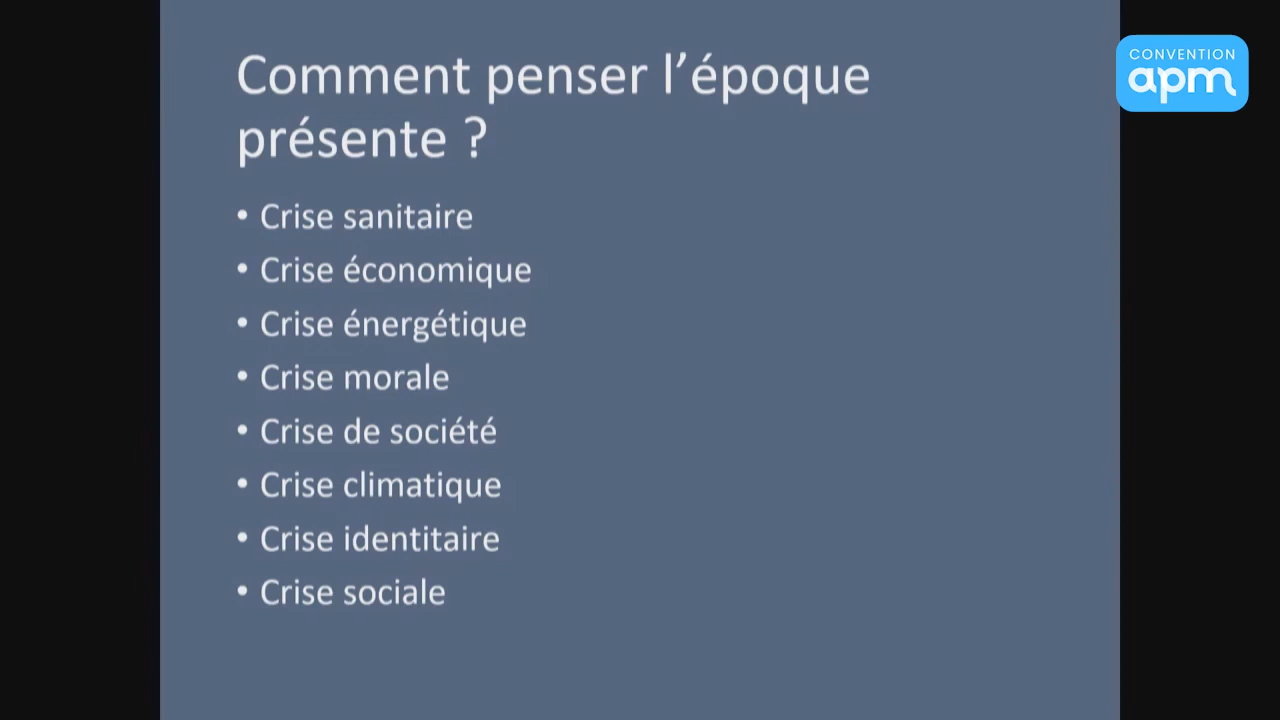 Comment penser l’époque
présente ?
• Crise sanitaire
• Crise économique
• Crise énergétique
• Crise morale
• Crise de société
• Crise climatique
• Crise identitaire
• Crise sociale
CONVENTION
apm